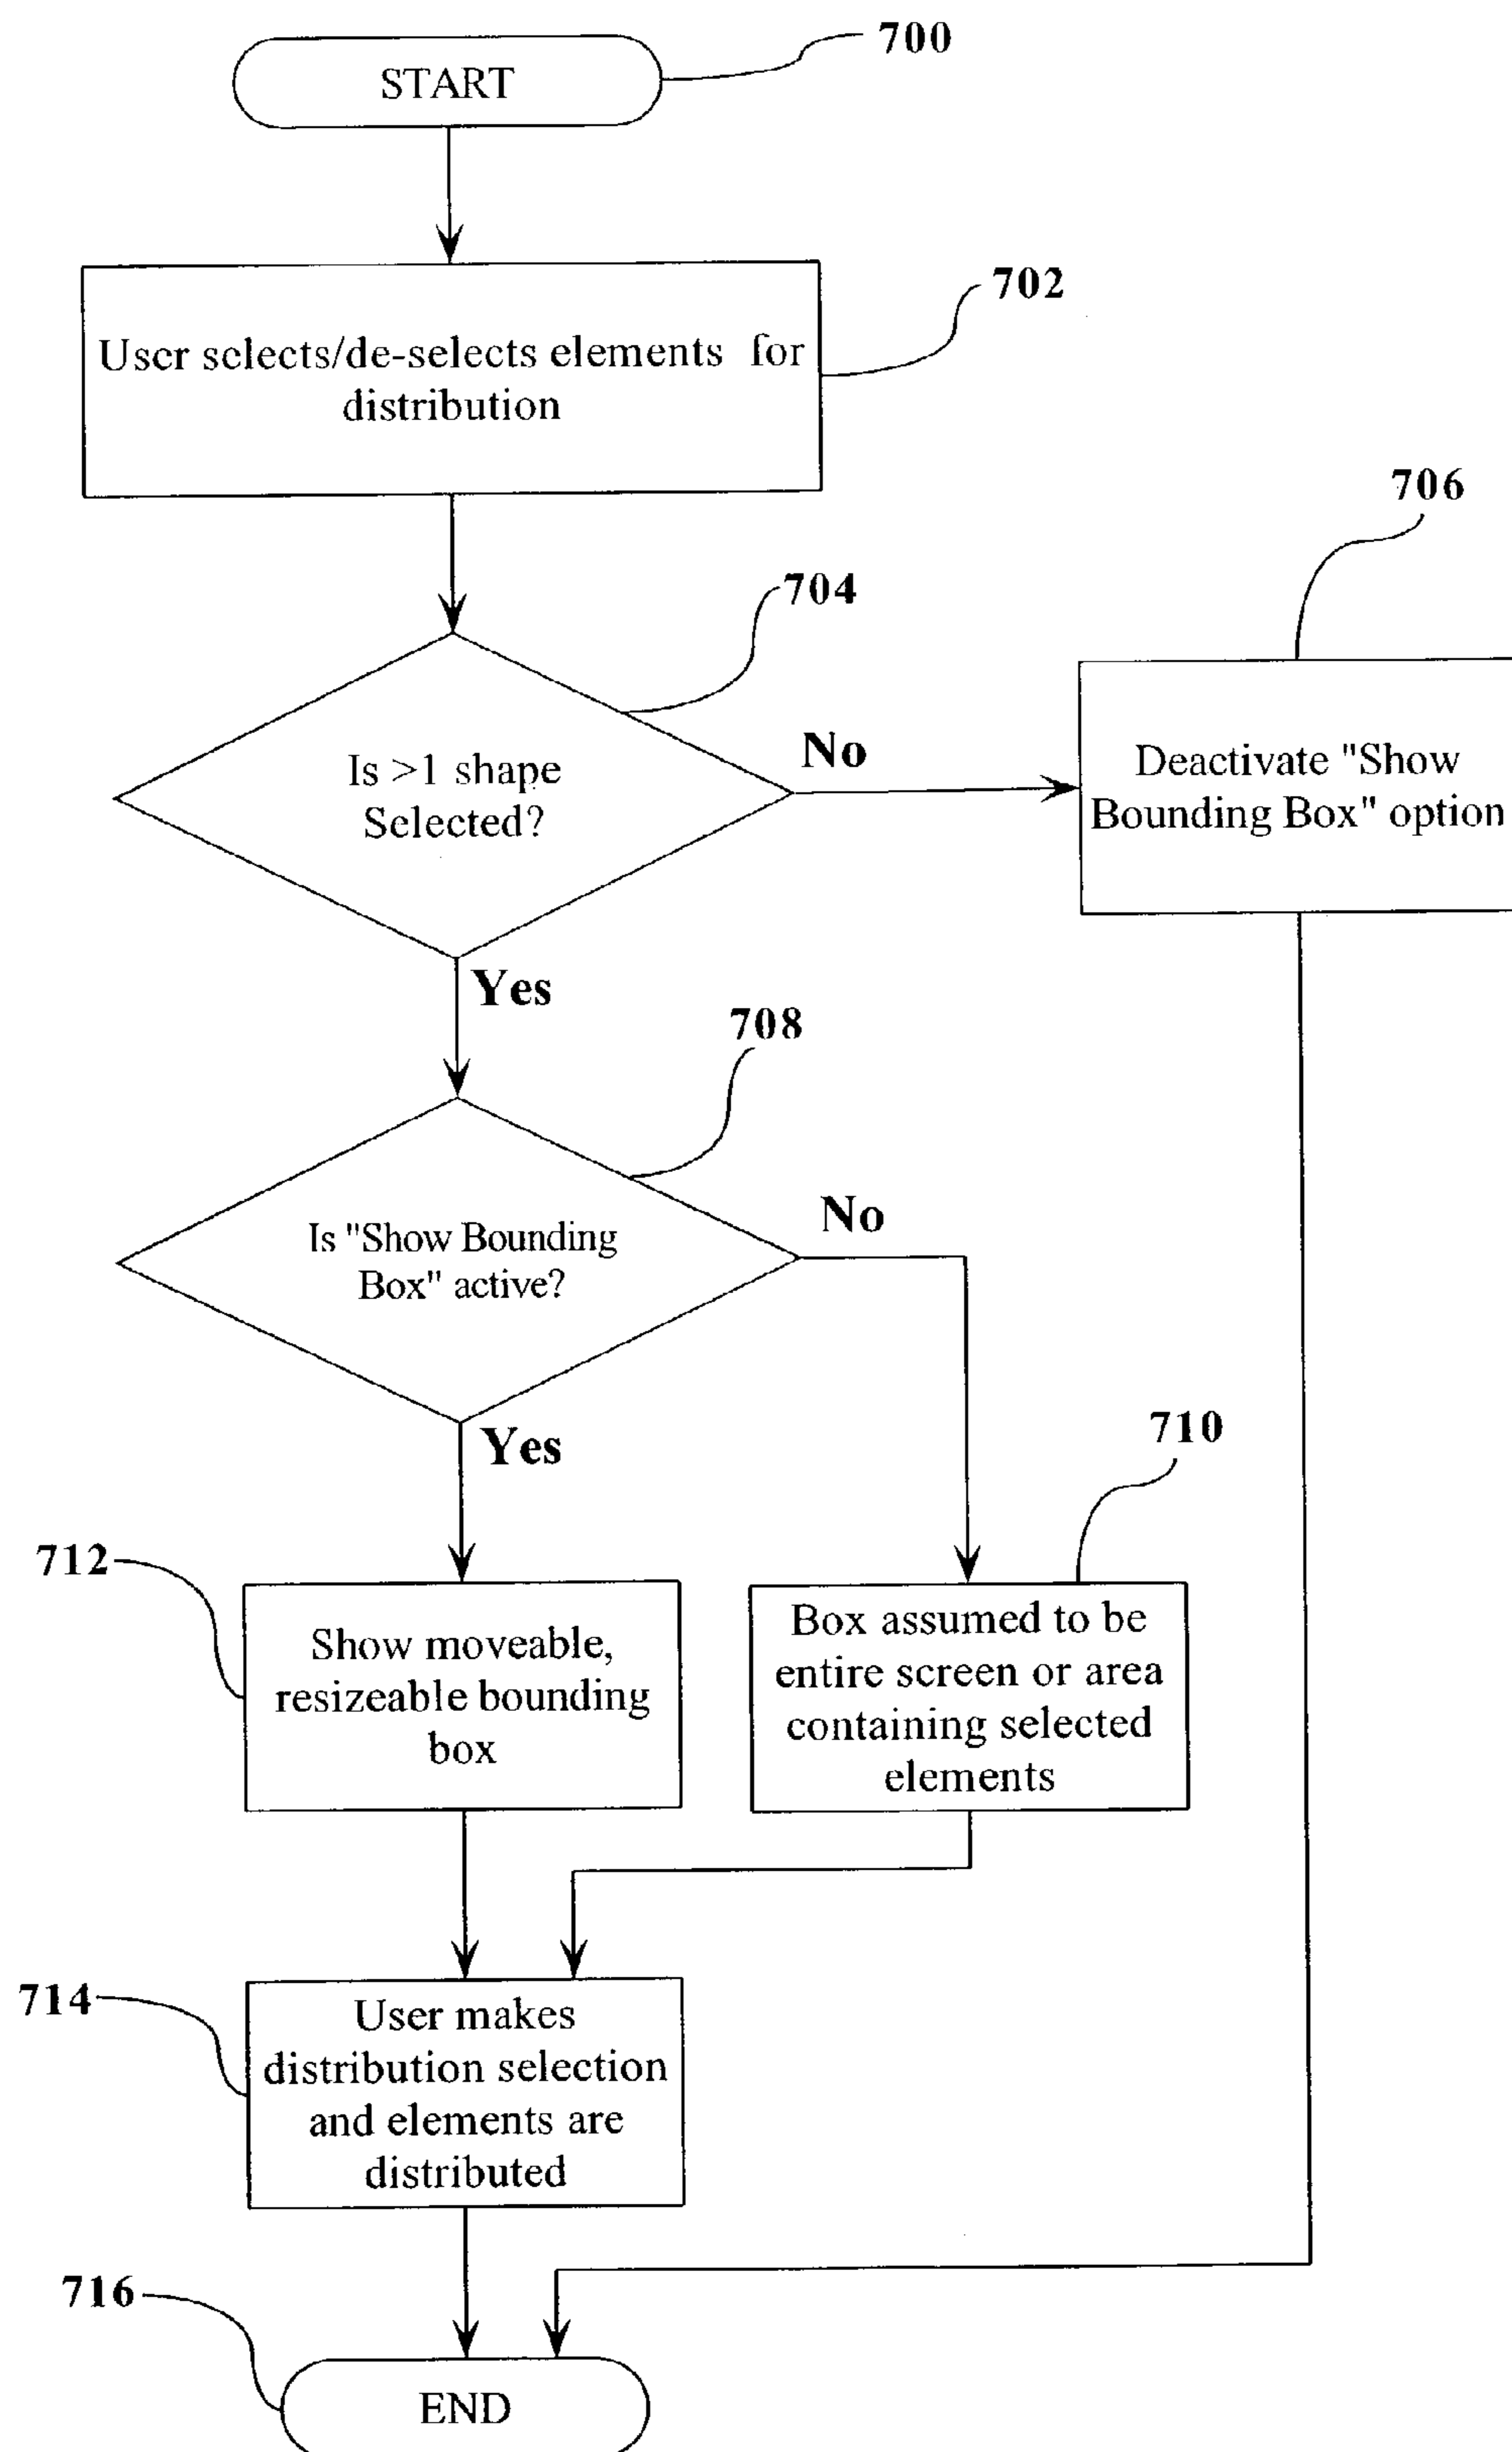 700
START
702
User selects/de-selects elements for
distribution
706
704
No
Is >1 shape
Selected?
Deactivate "Show
Bounding Box" option
Yes
708
No
Is "Show Bounding
Box" active?
Yes
710
712
Show moveable,
resizeable bounding
box
Box assumed to be
entire screen or area
containing selected
elements
714
User makes
distribution selection
and elements are
distributed
716
END